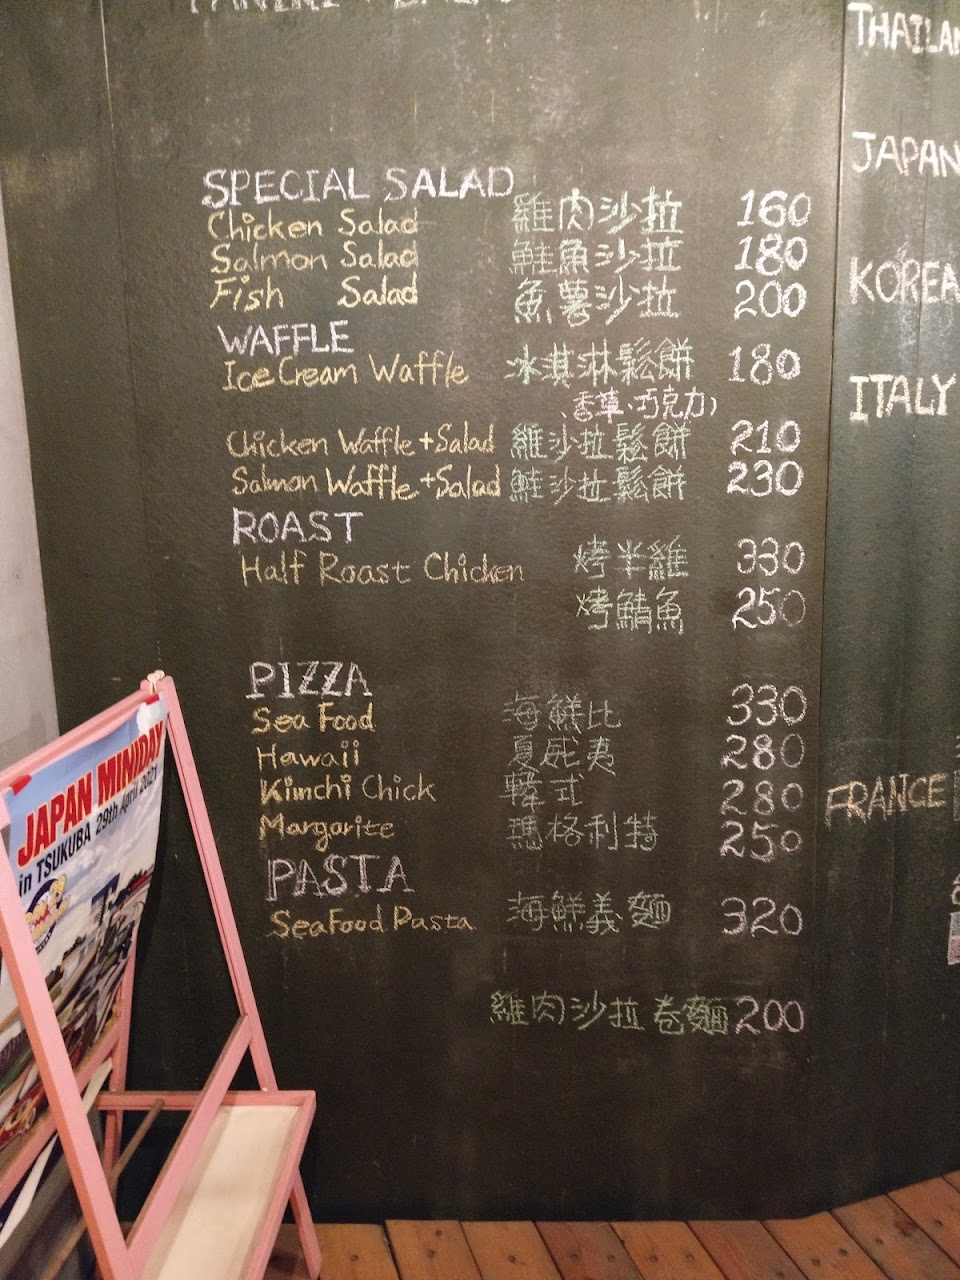 THAILAN
JAPAN
KOREA
ITALY
FRANCE
SPECIAL SALAD
Chicken Salad 雞肉沙拉 160
Salmon Salad 鮭魚沙拉 180
Fish Salad 魚薯沙拉 200
WAFFLE
Ice Cream Waffle 冰淇淋鬆餅 180
(香草、巧克力)
Chicken Waffle+Salad 雞沙拉鬆餅 210
Salmon Waffle+Salad 鮭沙拉鬆餅 230
ROAST
Half Roast Chicken 烤半雞 330
烤鯖魚 250
PIZZA
Sea Food 海鮮比 330
Hawaii 夏威夷 280
Kimchi Chick 韓式 280
Margarite 瑪格利特 250
PASTA
SeaFood Pasta 海鮮義麵 320
雞肉沙拉卷麵 200
JAPAN MINIDAY
in TSUKUBA 29th April 2021